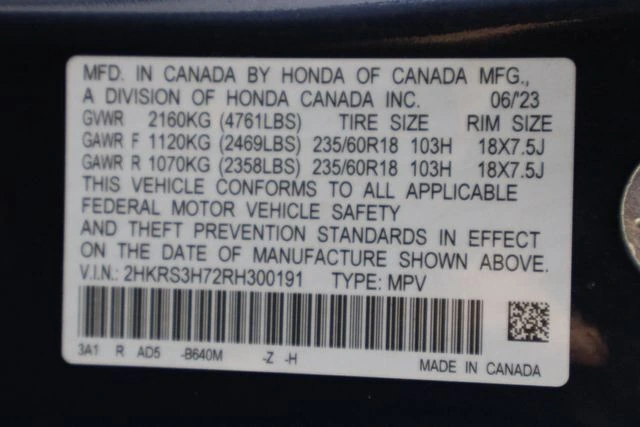 MFD. IN CANADA BY HONDA OF CANADA MFG.,
A DIVISION OF HONDA CANADA INC. 06/'23
GVWR 2160KG (4761LBS) TIRE SIZE RIM SIZE
GAWR F 1120KG (2469LBS) 235/60R18 103H 18X7.5J
GAWR R 1070KG (2358LBS) 235/60R18 103H 18X7.5J
THIS VEHICLE CONFORMS TO ALL APPLICABLE
FEDERAL MOTOR VEHICLE SAFETY
AND THEFT PREVENTION STANDARDS IN EFFECT
ON THE DATE OF MANUFACTURE SHOWN ABOVE.
V.I.N.: 2HKRS3H72RH300191 TYPE: MPV
3A1 R AD5 -B640M -Z -H
MADE IN CANADA